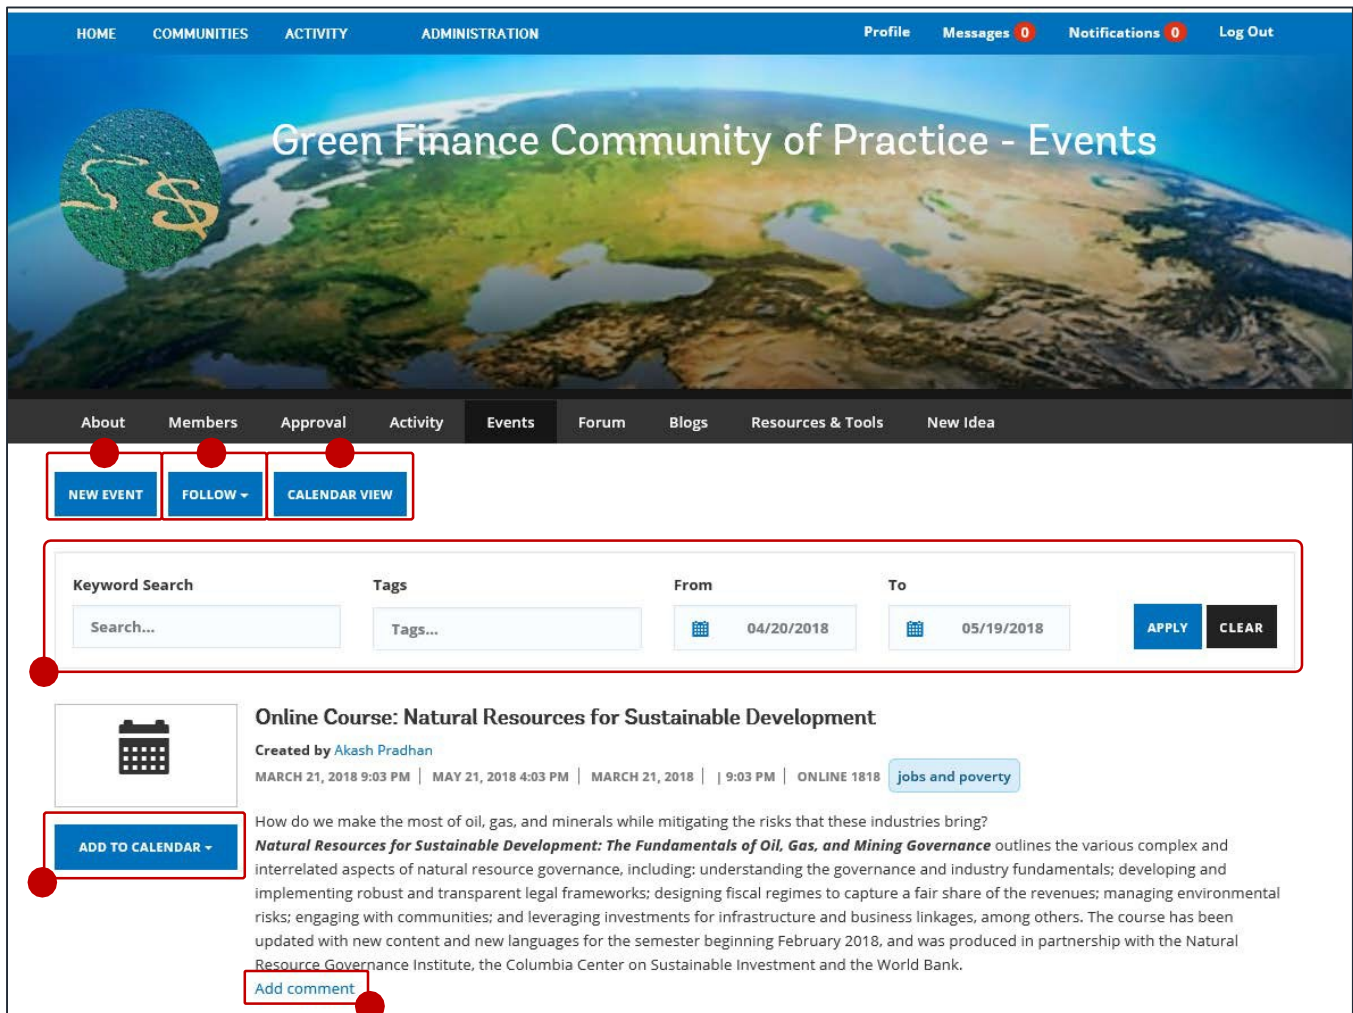 HOME COMMUNITIES ACTIVITY ADMINISTRATION Profile Messages 0 Notifications 0 Log Out
Green Finance Community of Practice - Events
$
About Members Approval Activity Events Forum Blogs Resources & Tools New Idea
NEW EVENT FOLLOW CALENDAR VIEW
Keyword Search Tags From To
Search... Tags... 04/20/2018 05/19/2018 APPLY CLEAR
Online Course: Natural Resources for Sustainable Development
Created by Akash Pradhan
MARCH 21, 2018 9:03 PM | MAY 21, 2018 4:03 PM | MARCH 21, 2018 | | 9:03 PM | ONLINE 1818 jobs and poverty
ADD TO CALENDAR
How do we make the most of oil, gas, and minerals while mitigating the risks that these industries bring?
Natural Resources for Sustainable Development: The Fundamentals of Oil, Gas, and Mining Governance outlines the various complex and
interrelated aspects of natural resource governance, including: understanding the governance and industry fundamentals; developing and
implementing robust and transparent legal frameworks; designing fiscal regimes to capture a fair share of the revenues; managing environmental
risks; engaging with communities; and leveraging investments for infrastructure and business linkages, among others. The course has been
updated with new content and new languages for the semester beginning February 2018, and was produced in partnership with the Natural
Resource Governance Institute, the Columbia Center on Sustainable Investment and the World Bank.
Add comment